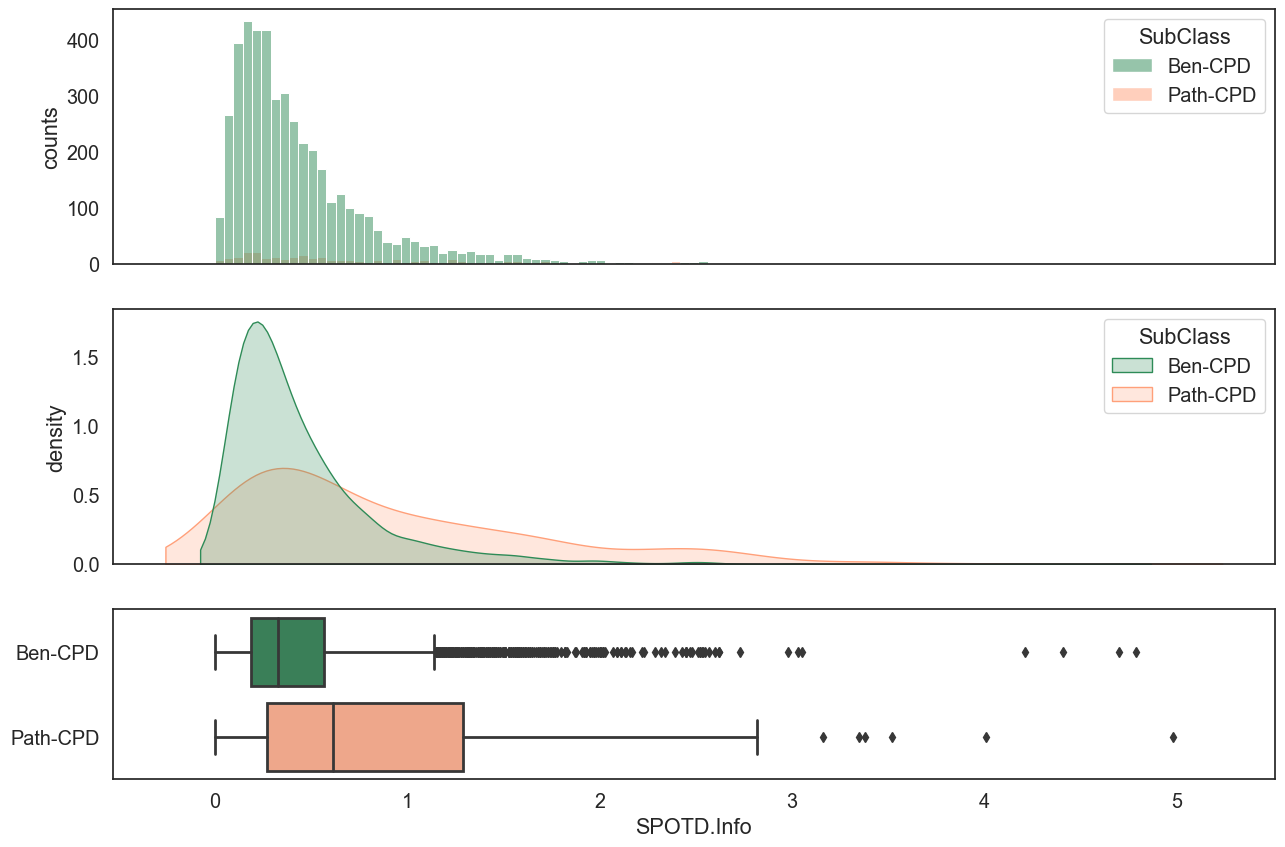 400
300
200
100
0
counts
SubClass
Ben-CPD
Path-CPD
1.5
1.0
0.5
0.0
density
SubClass
Ben-CPD
Path-CPD
Ben-CPD
Path-CPD
0 1 2 3 4 5
SPOTD.Info